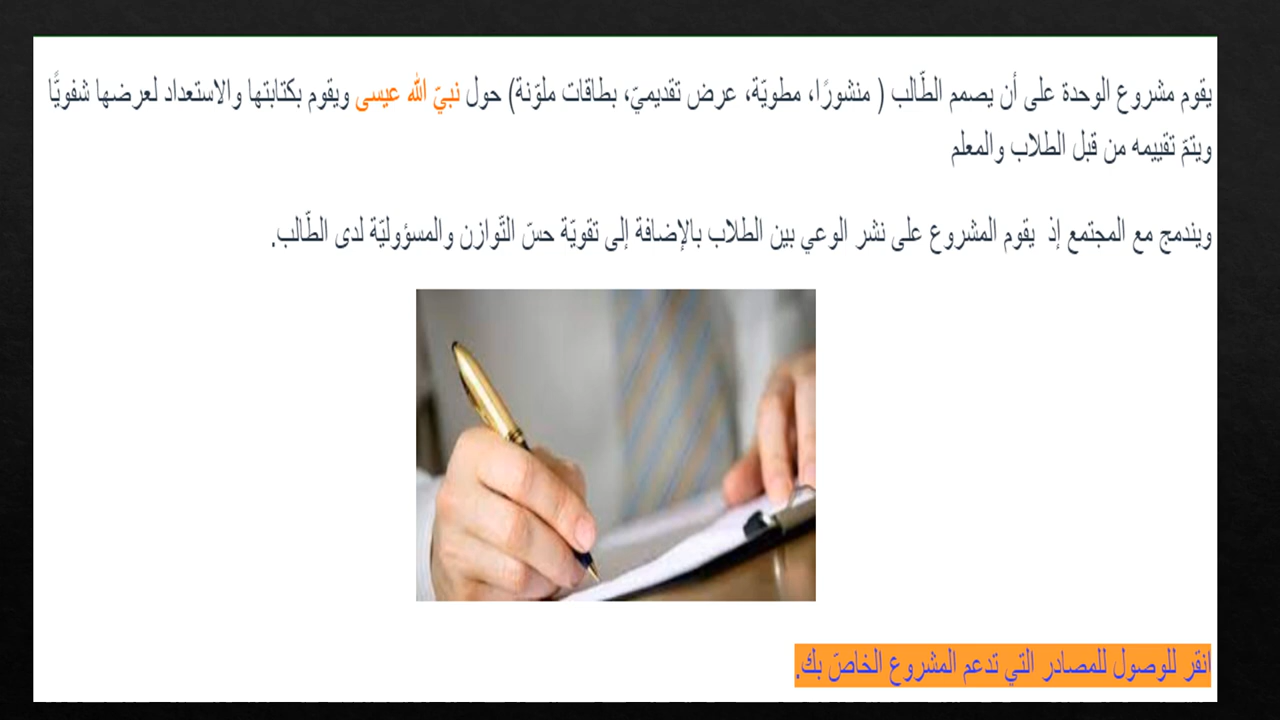 يقوم مشروع الوحدة على أن يصمم الطّالب ( منشورًا، مطويّة، عرض تقديميّ، بطاقات ملوّنة) حول نبيّ الله عيسى ويقوم بكتابتها والاستعداد لعرضها شفويًّا
ويتمّ تقييمه من قبل الطلاب والمعلم
ويندمج مع المجتمع إذ يقوم المشروع على نشر الوعي بين الطلاب بالإضافة إلى تقويّة حسّ التّوازن والمسؤوليّة لدى الطّالب.
انقر للوصول للمصادر التي تدعم المشروع الخاصّ بك.